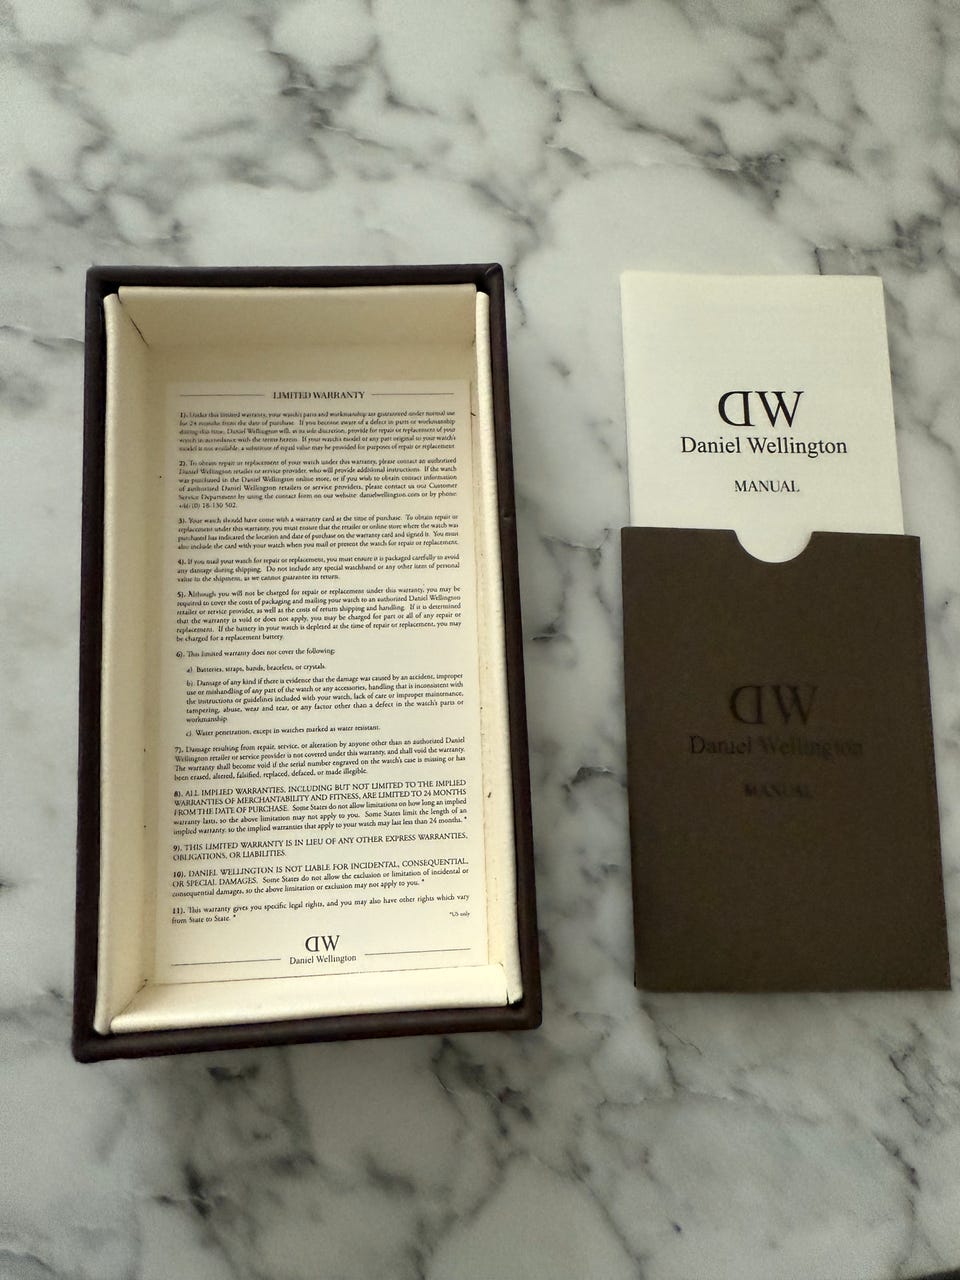 LIMITED WARRANTY
1). Under this limited warranty, your watch's parts and workmanship are guaranteed under normal use
for 24 months from the date of purchase. If you become aware of a defect in parts or workmanship
during this time, Daniel Wellington will, at its sole discretion, provide for repair or replacement of your
watch in accordance with the terms herein. If your watch's model or any part original to your watch's
model is not available, a substitute of equal value may be provided for purposes of repair or replacement.
2). To obtain repair or replacement of your watch under this warranty, please contact an authorized
Daniel Wellington retailer or service provider, who will provide additional instructions. If the watch
was purchased in the Daniel Wellington online store, or if you wish to obtain contact information
of authorized Daniel Wellington retailers or service providers, please contact us our Customer
Service Department by using the contact form on our website: danielwellington.com or by phone:
+46 (0) 18-130 502.
3). Your watch should have come with a warranty card at the time of purchase. To obtain repair or
replacement under this warranty, you must ensure that the retailer or online store where the watch was
purchased has indicated the location and date of purchase on the warranty card and signed it. You must
also include the card with your watch when you mail or present the watch for repair or replacement.
4). If you mail your watch for repair or replacement, you must ensure it is packaged carefully to avoid
any damage during shipping. Do not include any special watchband or any other item of personal
value in the shipment, as we cannot guarantee its return.
5). Although you will not be charged for repair or replacement under this warranty, you may be
required to cover the costs of packaging and mailing your watch to an authorized Daniel Wellington
retailer or service provider, as well as the costs of return shipping and handling. If it is determined
that the warranty is void or does not apply, you may be charged for part or all of any repair or
replacement. If the battery in your watch is depleted at the time of repair or replacement, you may
be charged for a replacement battery.
6). This limited warranty does not cover the following:
a). Batteries, straps, bands, bracelets, or crystals.
b). Damage of any kind if there is evidence that the damage was caused by an accident, improper
use or mishandling of any part of the watch or any accessories, handling that is inconsistent with
the instructions or guidelines included with your watch, lack of care or improper maintenance,
tampering, abuse, wear and tear, or any factor other than a defect in the watch's parts or
workmanship.
c). Water penetration, except in watches marked as water resistant.
7). Damage resulting from repair, service, or alteration by anyone other than an authorized Daniel
Wellington retailer or service provider is not covered under this warranty, and shall void the warranty.
The warranty shall become void if the serial number engraved on the watch's case is missing or has
been erased, altered, falsified, replaced, defaced, or made illegible.
8). ALL IMPLIED WARRANTIES, INCLUDING BUT NOT LIMITED TO THE IMPLIED
WARRANTIES OF MERCHANTABILITY AND FITNESS, ARE LIMITED TO 24 MONTHS
FROM THE DATE OF PURCHASE. Some States do not allow limitations on how long an implied
warranty lasts, so the above limitation may not apply to you. Some States limit the length of an
implied warranty, so the implied warranties that apply to your watch may last less than 24 months. *
9). THIS LIMITED WARRANTY IS IN LIEU OF ANY OTHER EXPRESS WARRANTIES,
OBLIGATIONS, OR LIABILITIES.
10). DANIEL WELLINGTON IS NOT LIABLE FOR INCIDENTAL, CONSEQUENTIAL,
OR SPECIAL DAMAGES. Some States do not allow the exclusion or limitation of incidental or
consequential damages, so the above limitation or exclusion may not apply to you. *
11). This warranty gives you specific legal rights, and you may also have other rights which vary
from State to State. *
*US only
DW
Daniel Wellington
DW
Daniel Wellington
MANUAL
DW
Daniel Wellington
MANUAL